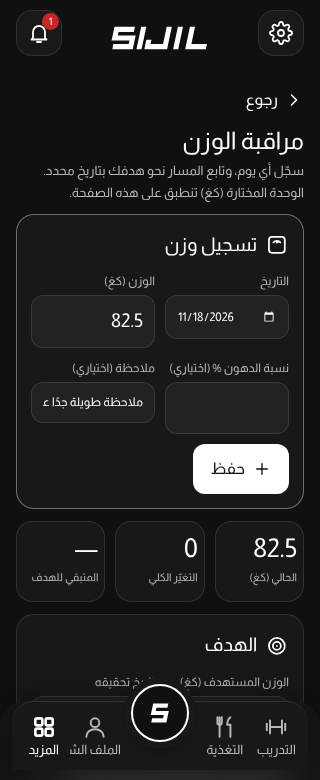 1
SIJIL
رجوع
مراقبة الوزن
سجّل أي يوم، وتابع المسار نحو هدفك بتاريخ محدد.
الوحدة المختارة (كغ) تنطبق على هذه الصفحة.
تسجيل وزن
التاريخ
الوزن (كغ)
11/18/2026
82.5
نسبة الدهون % (اختياري)
ملاحظة (اختياري)
ملاحظة طويلة جدًا ع
حفظ
82.5
0
—
الحالي (كغ)
التغيّر الكلي
المتبقي للهدف
الهدف
الوزن المستهدف (كغ)
تحقيقه
التدريب
التغذية
S
الملف الش
المزيد